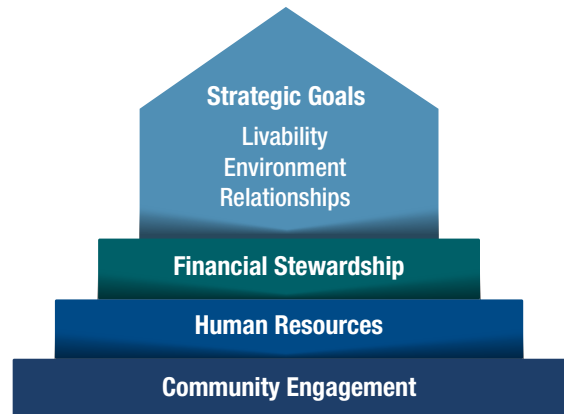 Strategic Goals
Livability
Environment
Relationships
Financial Stewardship
Human Resources
Community Engagement